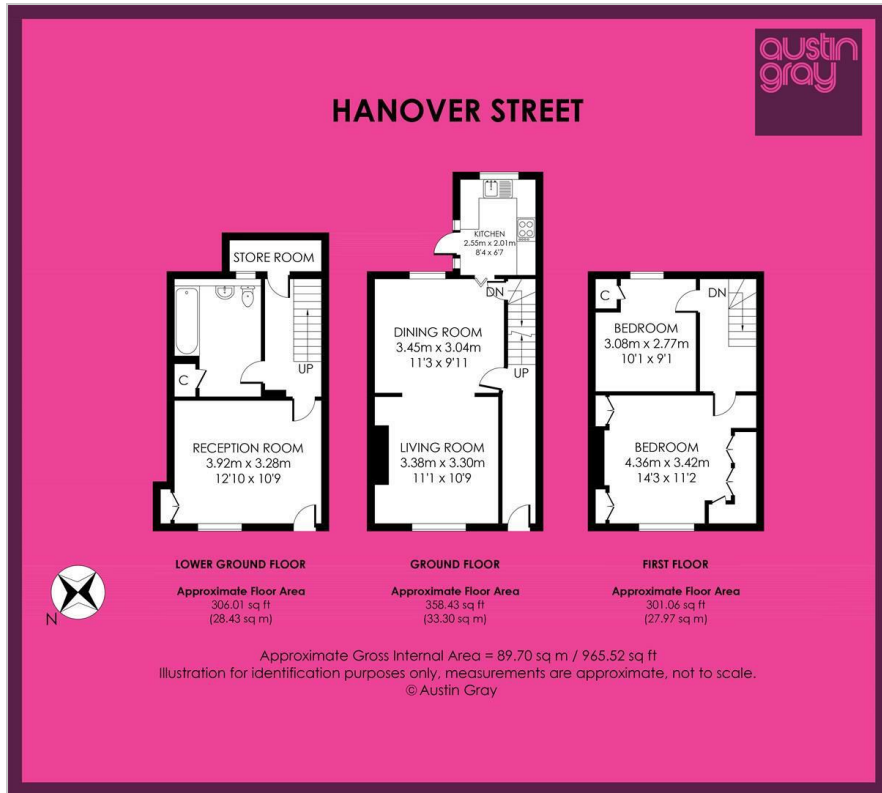 austin
gray
HANOVER STREET
STORE ROOM
C
UP
RECEPTION ROOM
3.92m x 3.28m
12'10 x 10'9
LOWER GROUND FLOOR
Approximate Floor Area
306.01 sq ft
(28.43 sq m)
KITCHEN
2.55m x 2.01m
8'4 x 6'7
DN
DINING ROOM
3.45m x 3.04m
11'3 x 9'11
UP
LIVING ROOM
3.38m x 3.30m
11'1 x 10'9
GROUND FLOOR
Approximate Floor Area
358.43 sq ft
(33.30 sq m)
C
DN
BEDROOM
3.08m x 2.77m
10'1 x 9'1
BEDROOM
4.36m x 3.42m
14'3 x 11'2
FIRST FLOOR
Approximate Floor Area
301.06 sq ft
(27.97 sq m)
N
Approximate Gross Internal Area = 89.70 sq m / 965.52 sq ft
Illustration for identification purposes only, measurements are approximate, not to scale.
© Austin Gray